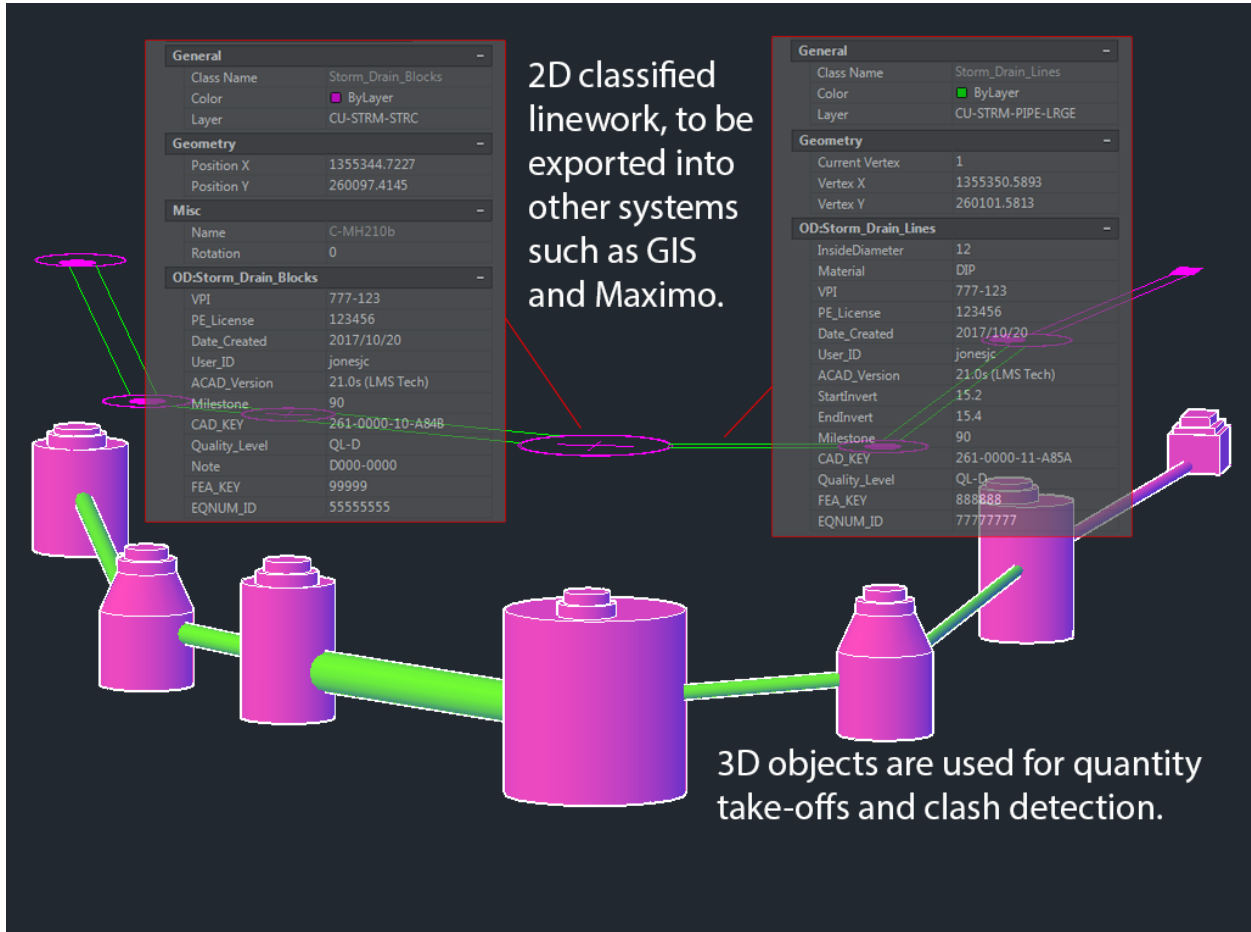 General –
Class Name Storm_Drain_Blocks
Color ByLayer
Layer CU-STRM-STRC
Geometry –
Position X 1355344.7227
Position Y 260097.4145
Misc –
Name C-MH210b
Rotation 0
OD:Storm_Drain_Blocks –
VPI 777-123
PE_License 123456
Date_Created 2017/10/20
User_ID jonesjc
ACAD_Version 21.0s (LMS Tech)
Milestone 90
CAD_KEY 261-0000-10-A84B
Quality_Level QL-D
Note D000-0000
FEA_KEY 99999
EQNUM_ID 55555555
2D classified
linework, to be
exported into
other systems
such as GIS
and Maximo.
General –
Class Name Storm_Drain_Lines
Color ByLayer
Layer CU-STRM-PIPE-LRGE
Geometry –
Current Vertex 1
Vertex X 1355350.5893
Vertex Y 260101.5813
OD:Storm_Drain_Lines –
InsideDiameter 12
Material DIP
VPI 777-123
PE_License 123456
Date_Created 2017/10/20
User_ID jonesjc
ACAD_Version 21.0s (LMS Tech)
StartInvert 15.2
EndInvert 15.4
Milestone 90
CAD_KEY 261-0000-11-A85A
Quality_Level QL-D
FEA_KEY 888888
EQNUM_ID 77777777
3D objects are used for quantity
take-offs and clash detection.